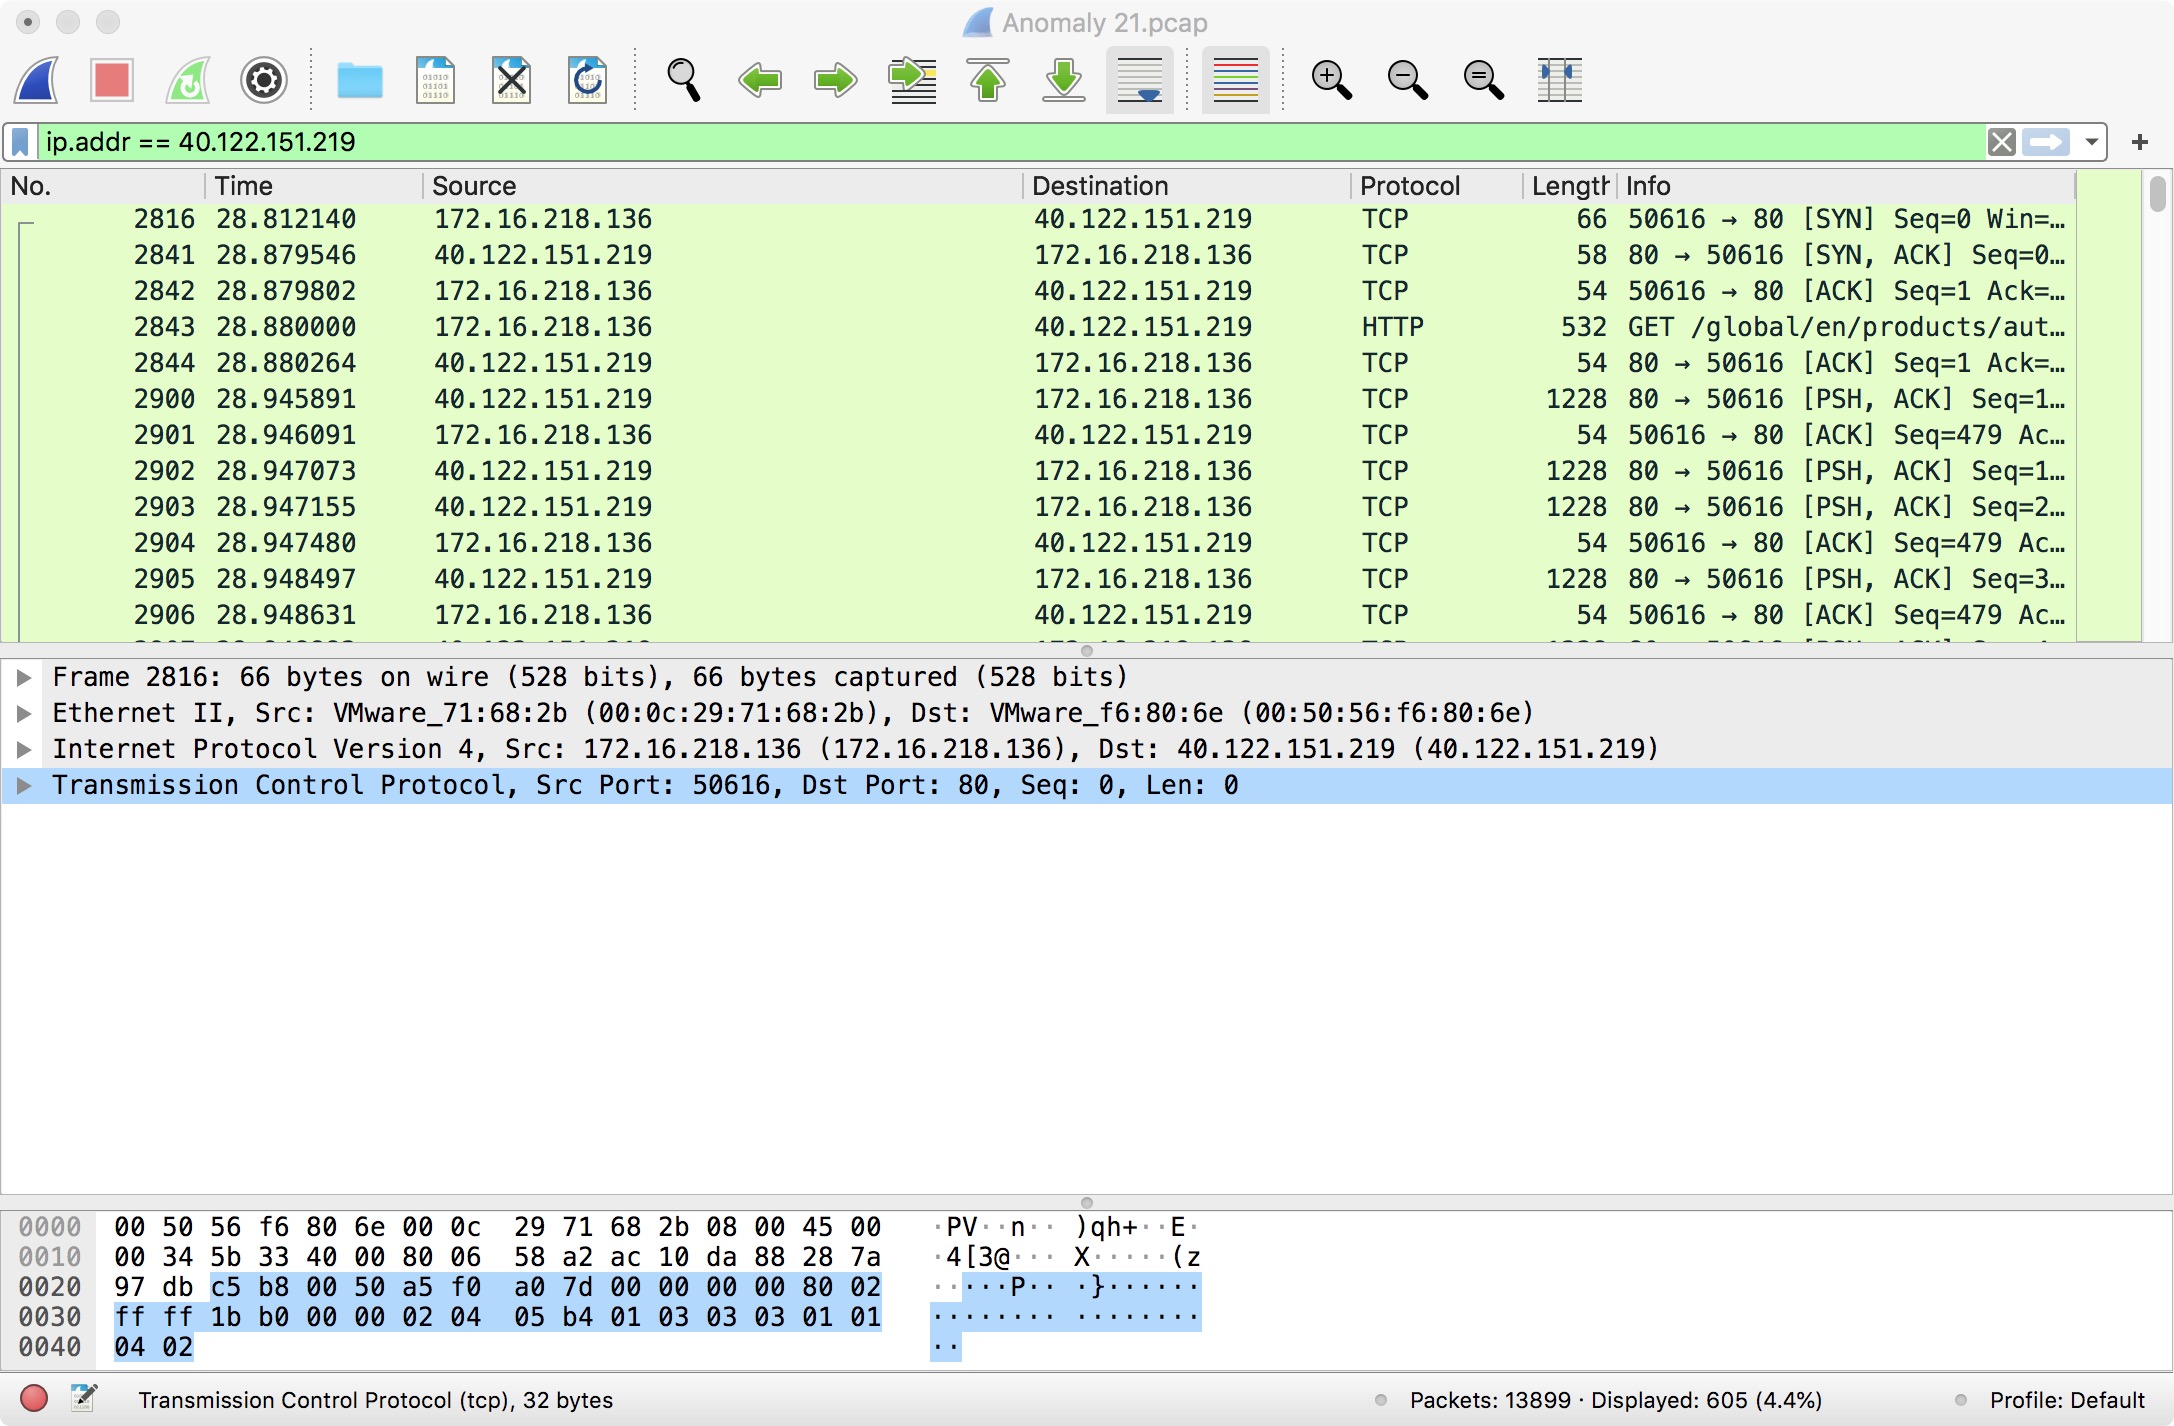 Anomaly 21.pcap
ip.addr == 40.122.151.219
+
No. Time Source Destination Protocol Length Info
2816 28.812140 172.16.218.136 40.122.151.219 TCP 66 50616 → 80 [SYN] Seq=0 Win=…
2841 28.879546 40.122.151.219 172.16.218.136 TCP 58 80 → 50616 [SYN, ACK] Seq=0…
2842 28.879802 172.16.218.136 40.122.151.219 TCP 54 50616 → 80 [ACK] Seq=1 Ack=…
2843 28.880000 172.16.218.136 40.122.151.219 HTTP 532 GET /global/en/products/aut…
2844 28.880264 40.122.151.219 172.16.218.136 TCP 54 80 → 50616 [ACK] Seq=1 Ack=…
2900 28.945891 40.122.151.219 172.16.218.136 TCP 1228 80 → 50616 [PSH, ACK] Seq=1…
2901 28.946091 172.16.218.136 40.122.151.219 TCP 54 50616 → 80 [ACK] Seq=479 Ac…
2902 28.947073 40.122.151.219 172.16.218.136 TCP 1228 80 → 50616 [PSH, ACK] Seq=1…
2903 28.947155 40.122.151.219 172.16.218.136 TCP 1228 80 → 50616 [PSH, ACK] Seq=2…
2904 28.947480 172.16.218.136 40.122.151.219 TCP 54 50616 → 80 [ACK] Seq=479 Ac…
2905 28.948497 40.122.151.219 172.16.218.136 TCP 1228 80 → 50616 [PSH, ACK] Seq=3…
2906 28.948631 172.16.218.136 40.122.151.219 TCP 54 50616 → 80 [ACK] Seq=479 Ac…
Frame 2816: 66 bytes on wire (528 bits), 66 bytes captured (528 bits)
Ethernet II, Src: VMware_71:68:2b (00:0c:29:71:68:2b), Dst: VMware_f6:80:6e (00:50:56:f6:80:6e)
Internet Protocol Version 4, Src: 172.16.218.136 (172.16.218.136), Dst: 40.122.151.219 (40.122.151.219)
Transmission Control Protocol, Src Port: 50616, Dst Port: 80, Seq: 0, Len: 0
0000 00 50 56 f6 80 6e 00 0c 29 71 68 2b 08 00 45 00 ·PV··n·· )qh+··E·
0010 00 34 5b 33 40 00 80 06 58 a2 ac 10 da 88 28 7a ·4[3@··· X·····(z
0020 97 db c5 b8 00 50 a5 f0 a0 7d 00 00 00 00 80 02 ·····P·· ·}······
0030 ff ff 1b b0 00 00 02 04 05 b4 01 03 03 03 01 01 ········ ········
0040 04 02 ··
Transmission Control Protocol (tcp), 32 bytes Packets: 13899 · Displayed: 605 (4.4%) Profile: Default